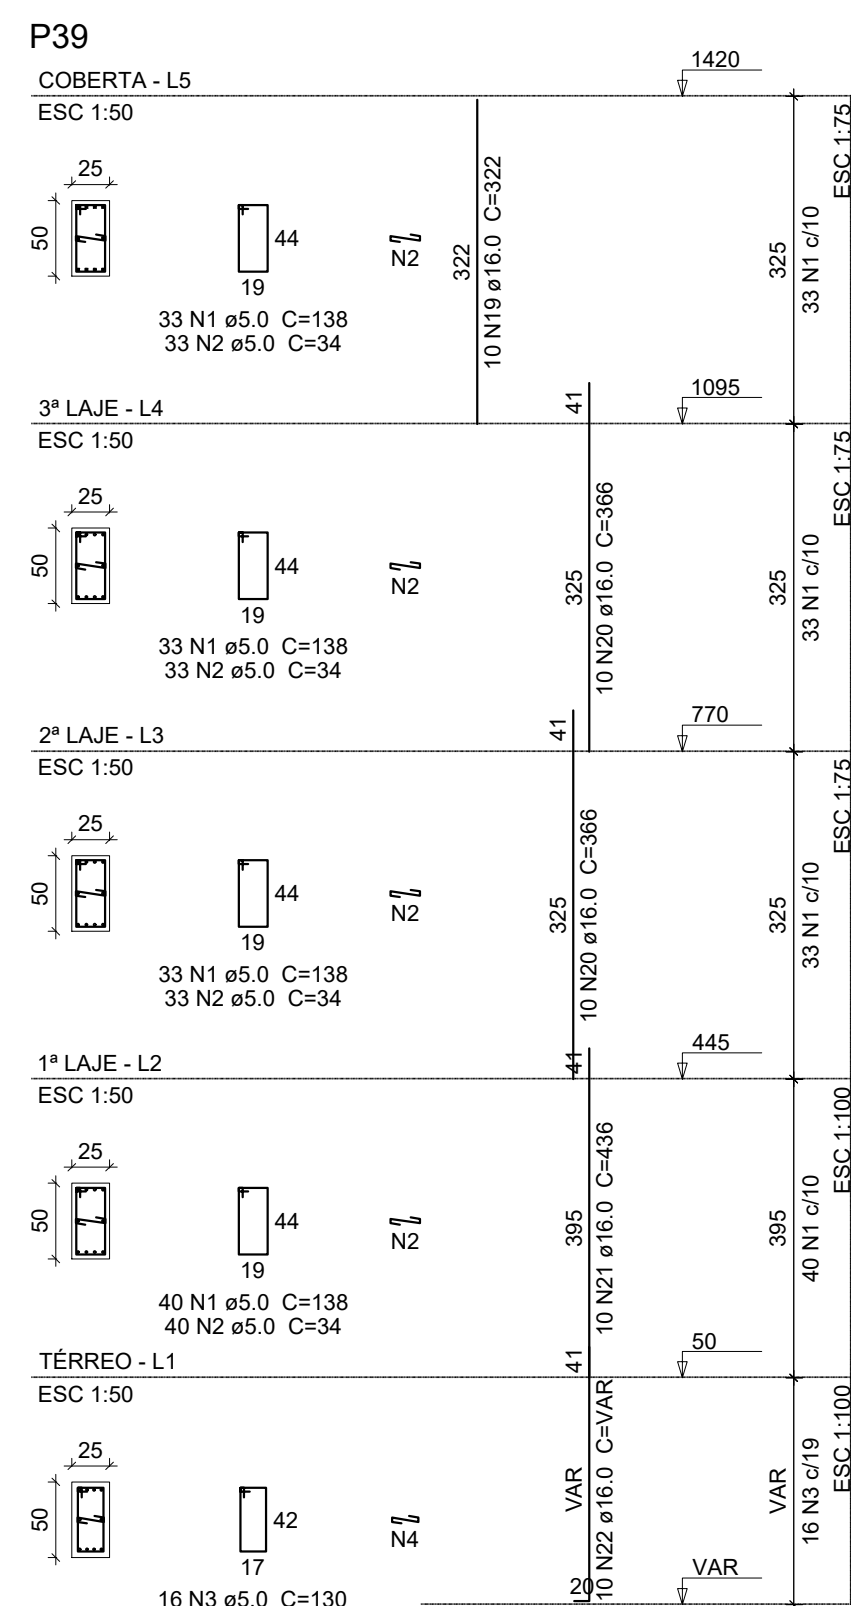 P39
COBERTA - L5
1420
ESC 1:50
ESC 1:75
25
50
44
19
N2
33 N1 ø5.0 C=138
33 N2 ø5.0 C=34
322
10 N19 ø16.0 C=322
325
33 N1 c/10
3ª LAJE - L4
41
1095
ESC 1:50
ESC 1:75
25
50
44
19
N2
33 N1 ø5.0 C=138
33 N2 ø5.0 C=34
325
10 N20 ø16.0 C=366
325
33 N1 c/10
2ª LAJE - L3
41
770
ESC 1:50
ESC 1:75
25
50
44
19
N2
33 N1 ø5.0 C=138
33 N2 ø5.0 C=34
325
10 N20 ø16.0 C=366
325
33 N1 c/10
1ª LAJE - L2
41
445
ESC 1:50
ESC 1:100
25
50
44
19
N2
40 N1 ø5.0 C=138
40 N2 ø5.0 C=34
395
10 N21 ø16.0 C=436
395
40 N1 c/10
TÉRREO - L1
41
50
ESC 1:50
ESC 1:100
25
50
42
17
N4
16 N3 ø5.0 C=130
VAR
10 N22 ø16.0 C=VAR
20
VAR
16 N3 c/19
VAR